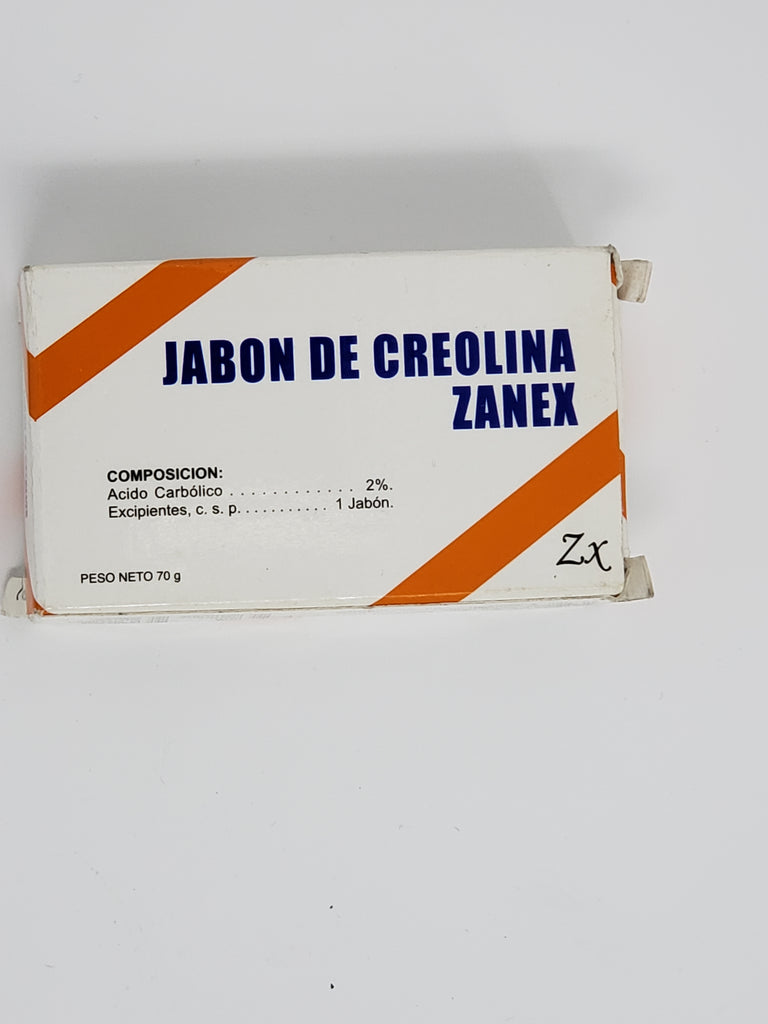 JABON DE CREOLINA
ZANEX
COMPOSICION:
Acido Carbólico . . . . . . . . . . . . . 2%.
Excipientes, c. s. p. . . . . . . . . . . 1 Jabón.
PESO NETO 70 g
Zx